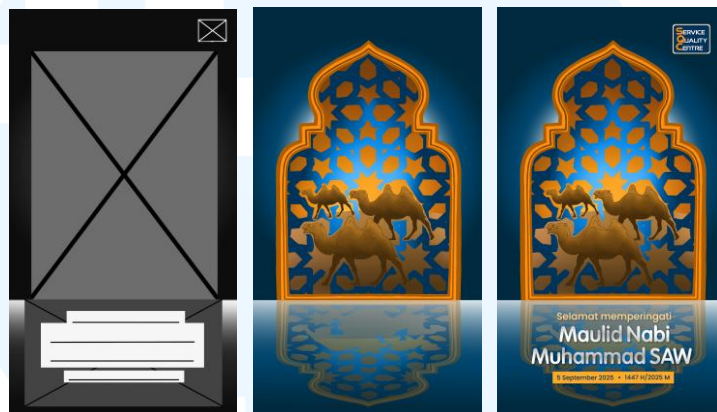 SERVICE
QUALITY
CENTRE
Selamat memperingati
Maulid Nabi
Muhammad SAW
5 September 2025 • 1447 H/2025 M